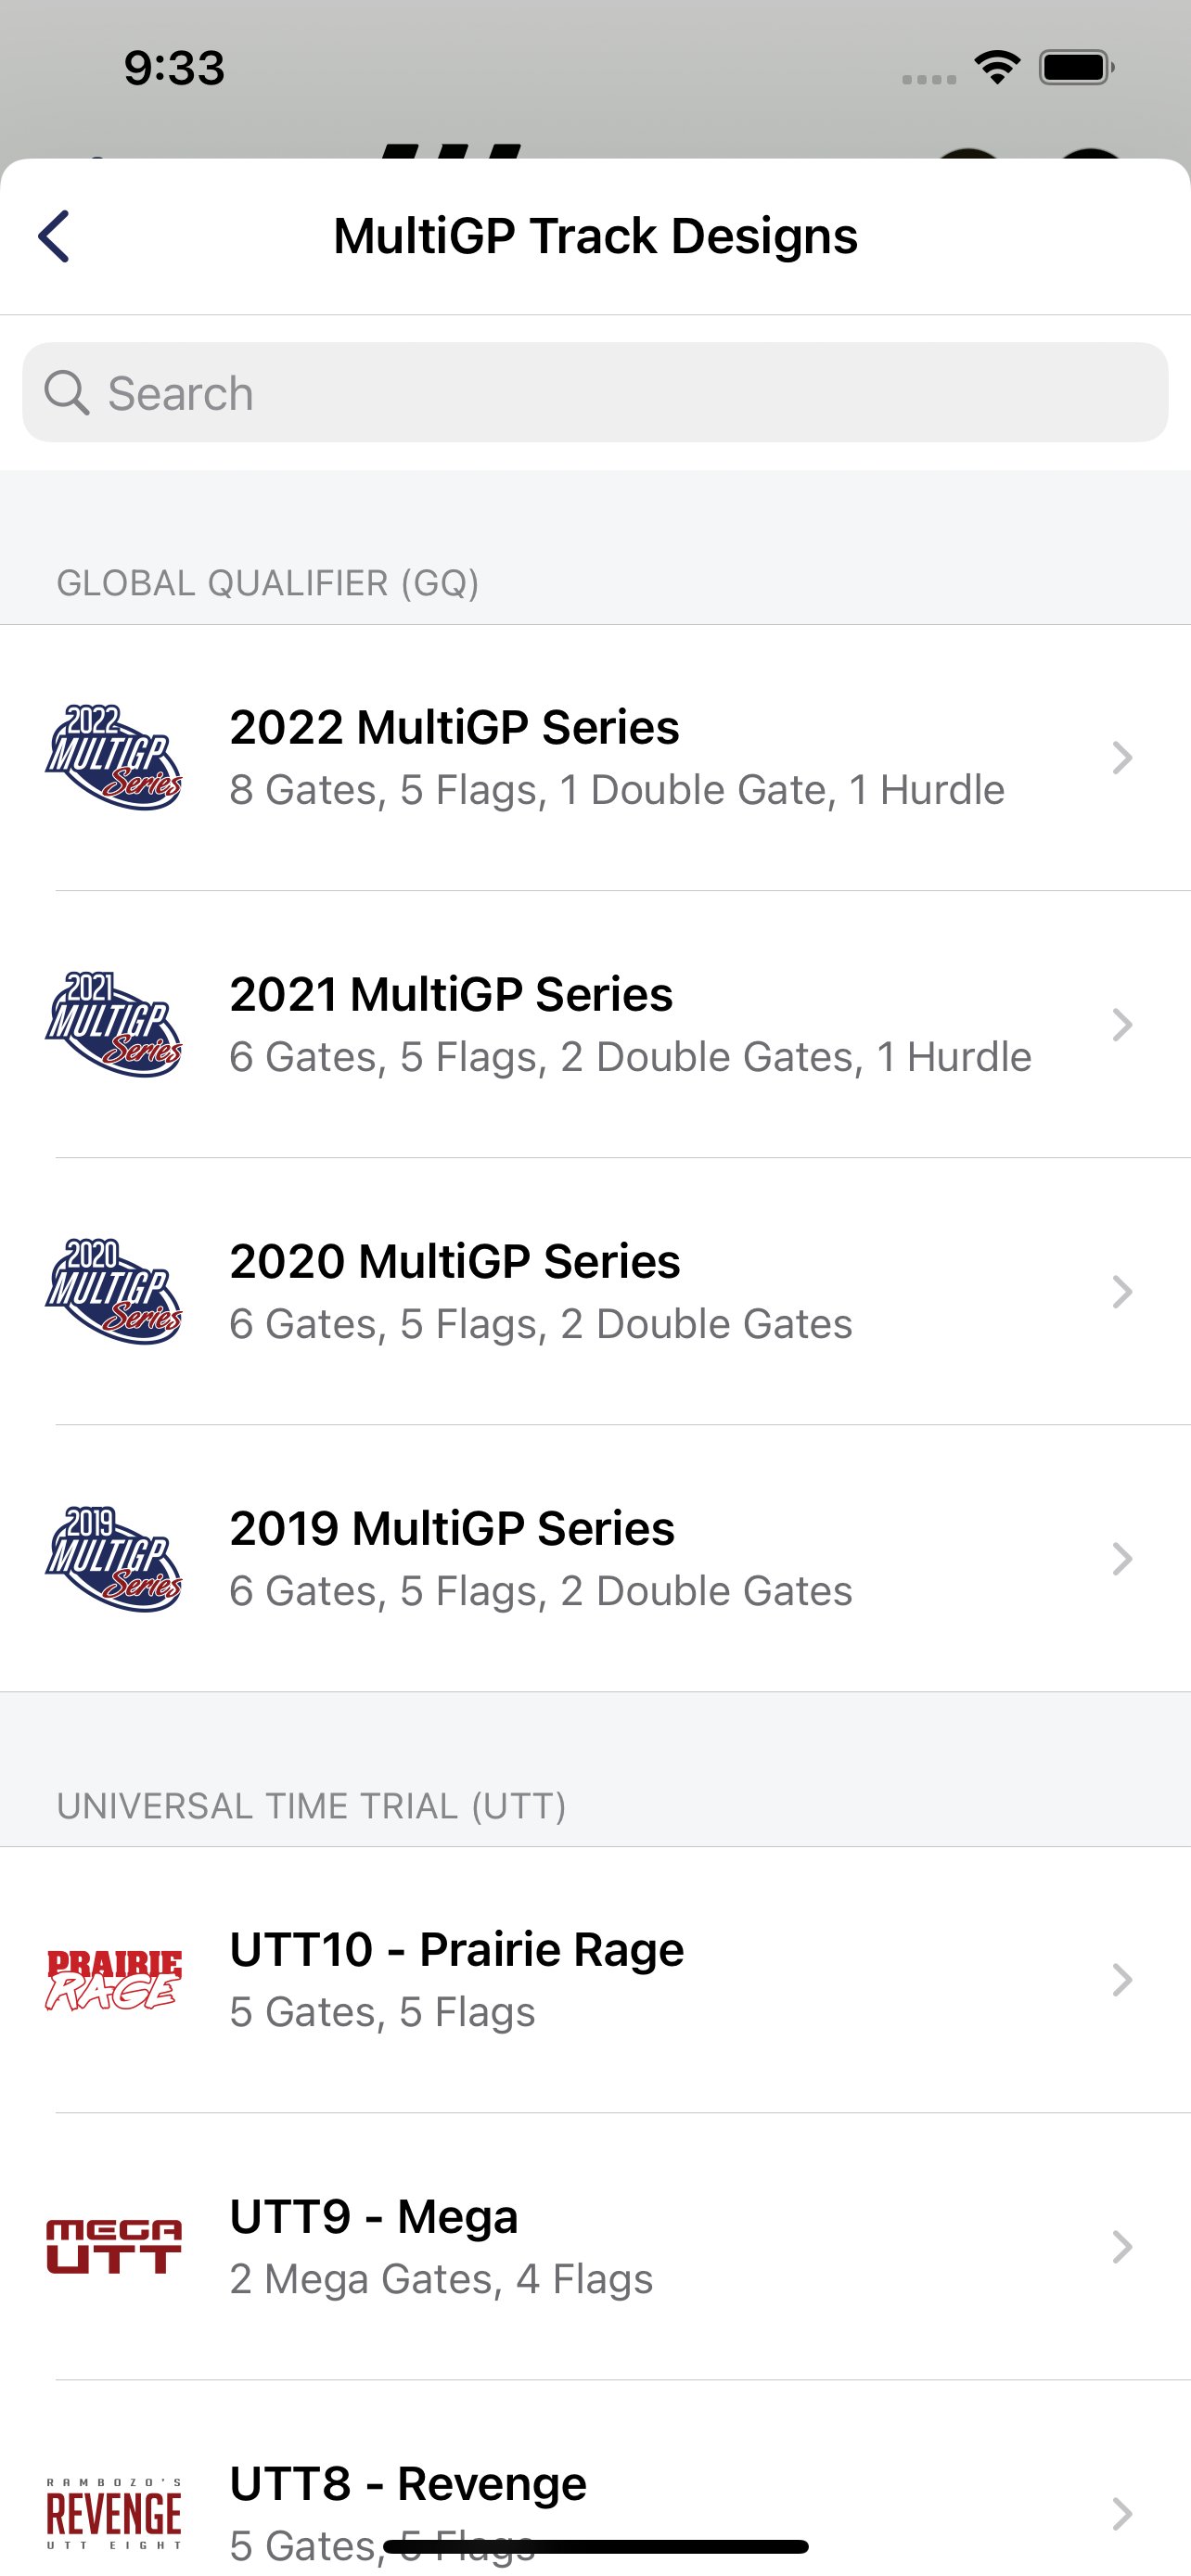 9:33
MultiGP Track Designs
Search
GLOBAL QUALIFIER (GQ)
2022
MULTIGP
Series
2022 MultiGP Series
8 Gates, 5 Flags, 1 Double Gate, 1 Hurdle
2021
MULTIGP
Series
2021 MultiGP Series
6 Gates, 5 Flags, 2 Double Gates, 1 Hurdle
2020
MULTIGP
Series
2020 MultiGP Series
6 Gates, 5 Flags, 2 Double Gates
2019
MULTIGP
Series
2019 MultiGP Series
6 Gates, 5 Flags, 2 Double Gates
UNIVERSAL TIME TRIAL (UTT)
PRAIRIE
RAGE
UTT10 - Prairie Rage
5 Gates, 5 Flags
MEGA
UTT
UTT9 - Mega
2 Mega Gates, 4 Flags
RAMBOZO'S
REVENGE
UTT EIGHT
UTT8 - Revenge
5 Gates, 5 Flags